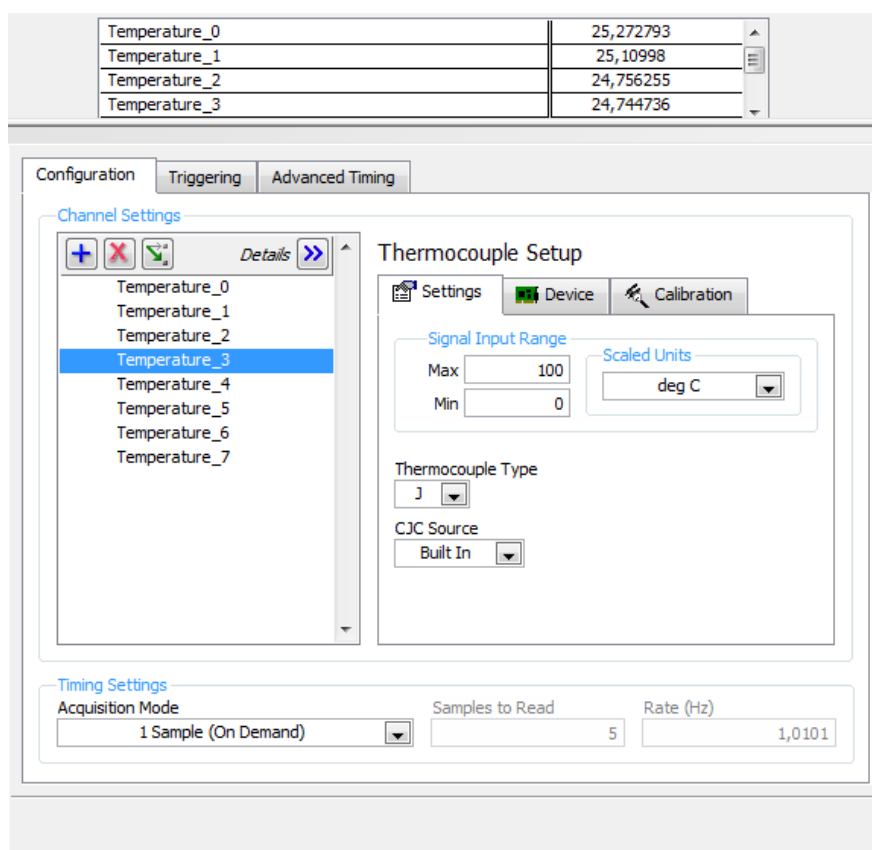 Temperature_0 25,272793
Temperature_1 25,10998
Temperature_2 24,756255
Temperature_3 24,744736
Configuration Triggering Advanced Timing
Channel Settings
Details
Temperature_0
Temperature_1
Temperature_2
Temperature_3
Temperature_4
Temperature_5
Temperature_6
Temperature_7
Thermocouple Setup
Settings Device Calibration
Signal Input Range
Max 100
Min 0
Scaled Units
deg C
Thermocouple Type
J
CJC Source
Built In
Timing Settings
Acquisition Mode Samples to Read Rate (Hz)
1 Sample (On Demand) 5 1,0101